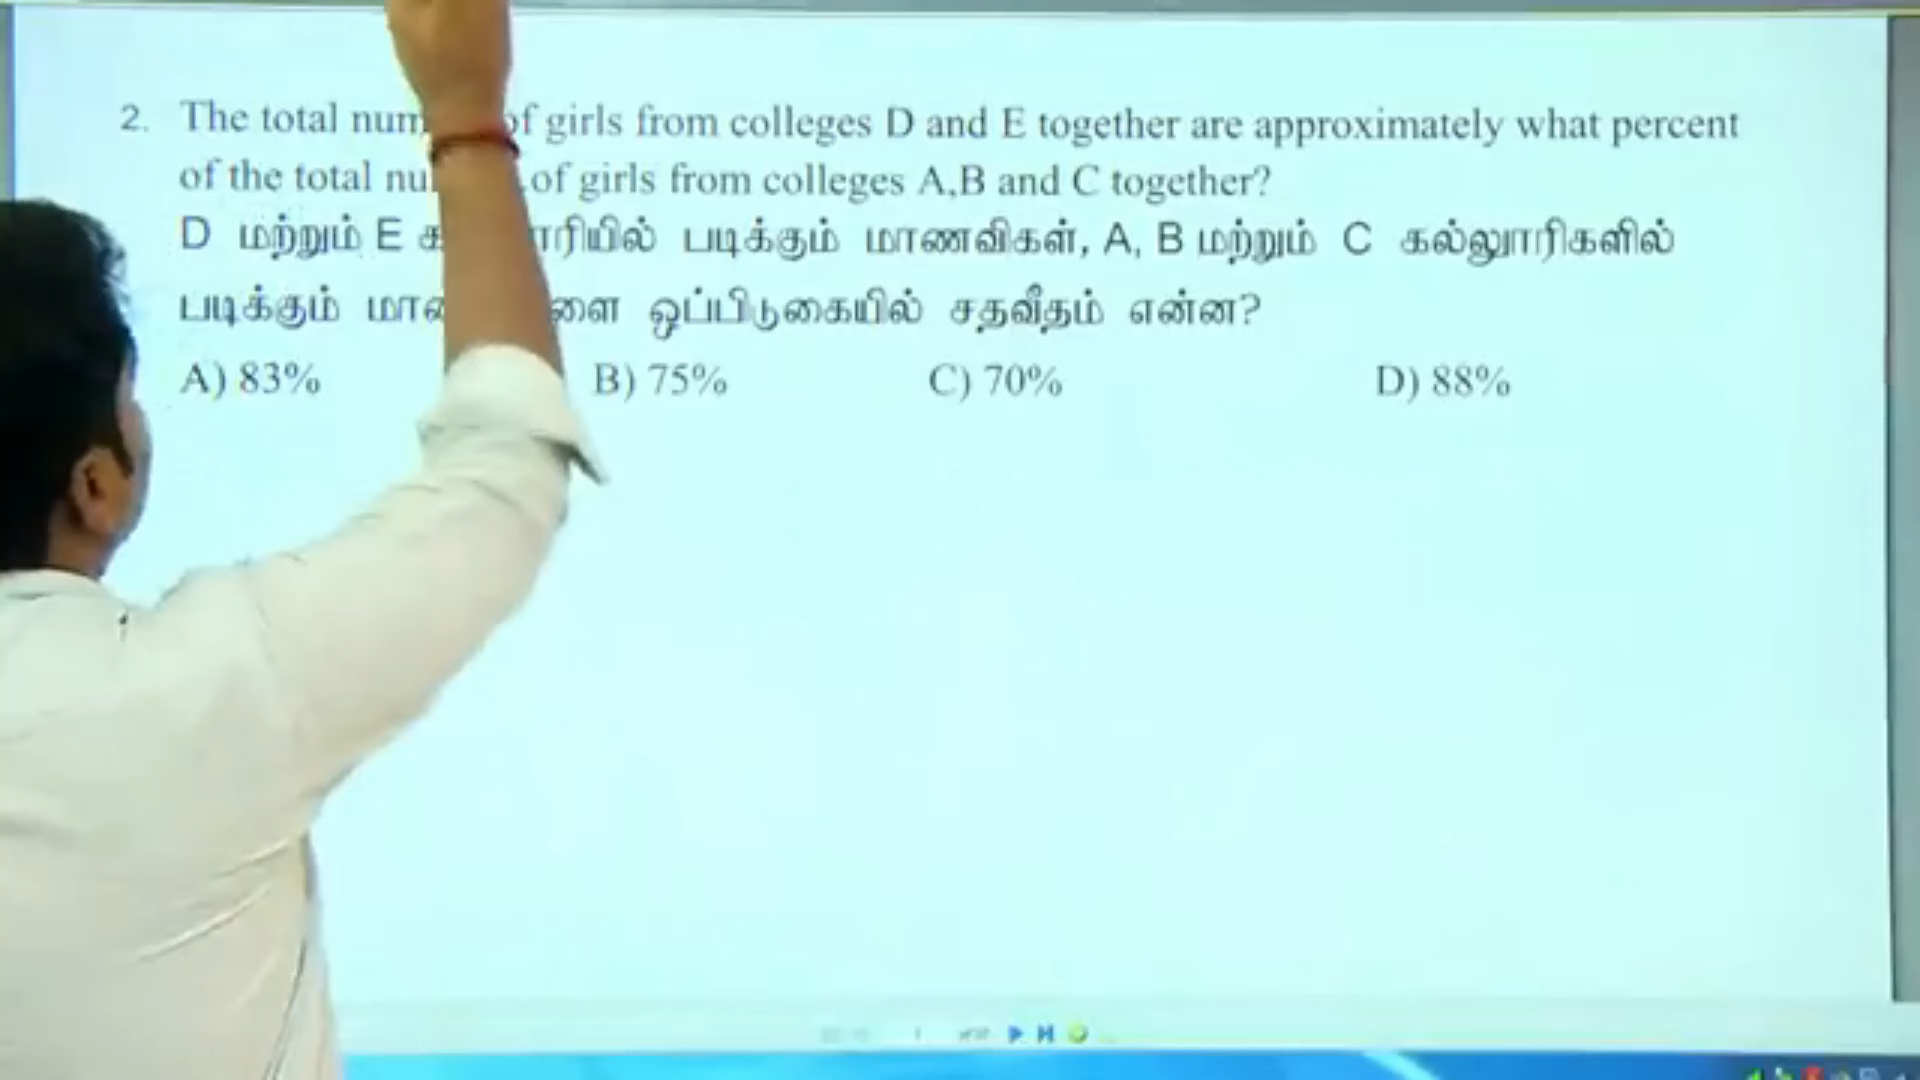 2. The total of girls from colleges D and E together are approximately what percent
of the total of girls from colleges A,B and C together?
D மற்றும் E படிக்கும் மாணவிகள், A, B மற்றும் C கல்லூரிகளில்
படிக்கும் ஒப்பிடுகையில் சதவீதம் என்ன?
A) 83% B) 75% C) 70% D) 88%